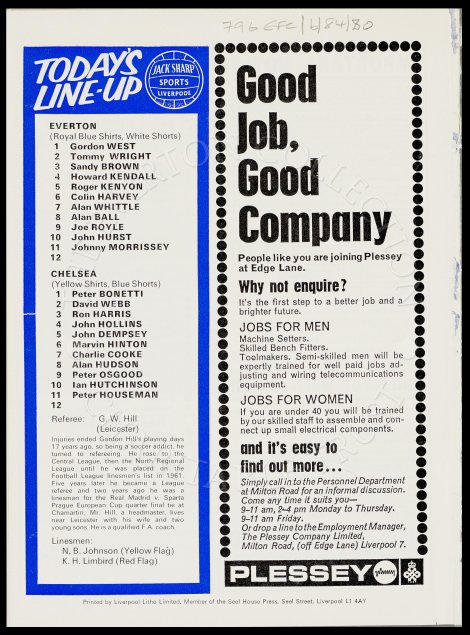 796 EFC/6/84/80
TODAY'S
LINE-UP
JACK SHARP
SPORTS
LIVERPOOL
EVERTON
(Royal Blue Shirts, White Shorts)
1 Gordon WEST
2 Tommy WRIGHT
3 Sandy BROWN
4 Howard KENDALL
5 Roger KENYON
6 Colin HARVEY
7 Alan WHITTLE
8 Alan BALL
9 Joe ROYLE
10 John HURST
11 Johnny MORRISSEY
12
CHELSEA
(Yellow Shirts, Blue Shorts)
1 Peter BONETTI
2 David WEBB
3 Ron HARRIS
4 John HOLLINS
5 John DEMPSEY
6 Marvin HINTON
7 Charlie COOKE
8 Alan HUDSON
9 Peter OSGOOD
10 Ian HUTCHINSON
11 Peter HOUSEMAN
12
Referee: G. W. Hill
(Leicester)
Injuries ended Gordon Hill's playing days
17 years ago, so being a soccer addict, he
turned to refereeing. He rose to the
Central League, then the North Regional
League until he was placed on the
Football League linesmen's list in 1961.
Five years later he became a League
referee and two years ago he was a
linesman for the Real Madrid v. Sparta
Prague European Cup quarter final tie at
Chamartin. Mr. Hill, a headmaster, lives
near Leicester with his wife and two
young sons. He is a qualified F.A. coach.
Linesmen:
N. B. Johnson (Yellow Flag)
K. H. Limbird (Red Flag)
Good
Job,
Good
Company
People like you are joining Plessey
at Edge Lane.
Why not enquire?
It's the first step to a better job and a
brighter future.
JOBS FOR MEN
Machine Setters.
Skilled Bench Fitters.
Toolmakers. Semi-skilled men will be
expertly trained for well paid jobs ad-
justing and wiring telecommunications
equipment.
JOBS FOR WOMEN
If you are under 40 you will be trained
by our skilled staff to assemble and con-
nect up small electrical components.
and it's easy to
find out more...
Simply call in to the Personnel Department
at Milton Road for an informal discussion.
Come any time it suits you—
9-11 am, 2-4 pm Monday to Thursday.
9-11 am Friday.
Or drop a line to the Employment Manager,
The Plessey Company Limited,
Milton Road, (off Edge Lane) Liverpool 7.
PLESSEY
Printed by Liverpool Litho Limited, Member of the Seel House Press, Seel Street, Liverpool L1 4AY